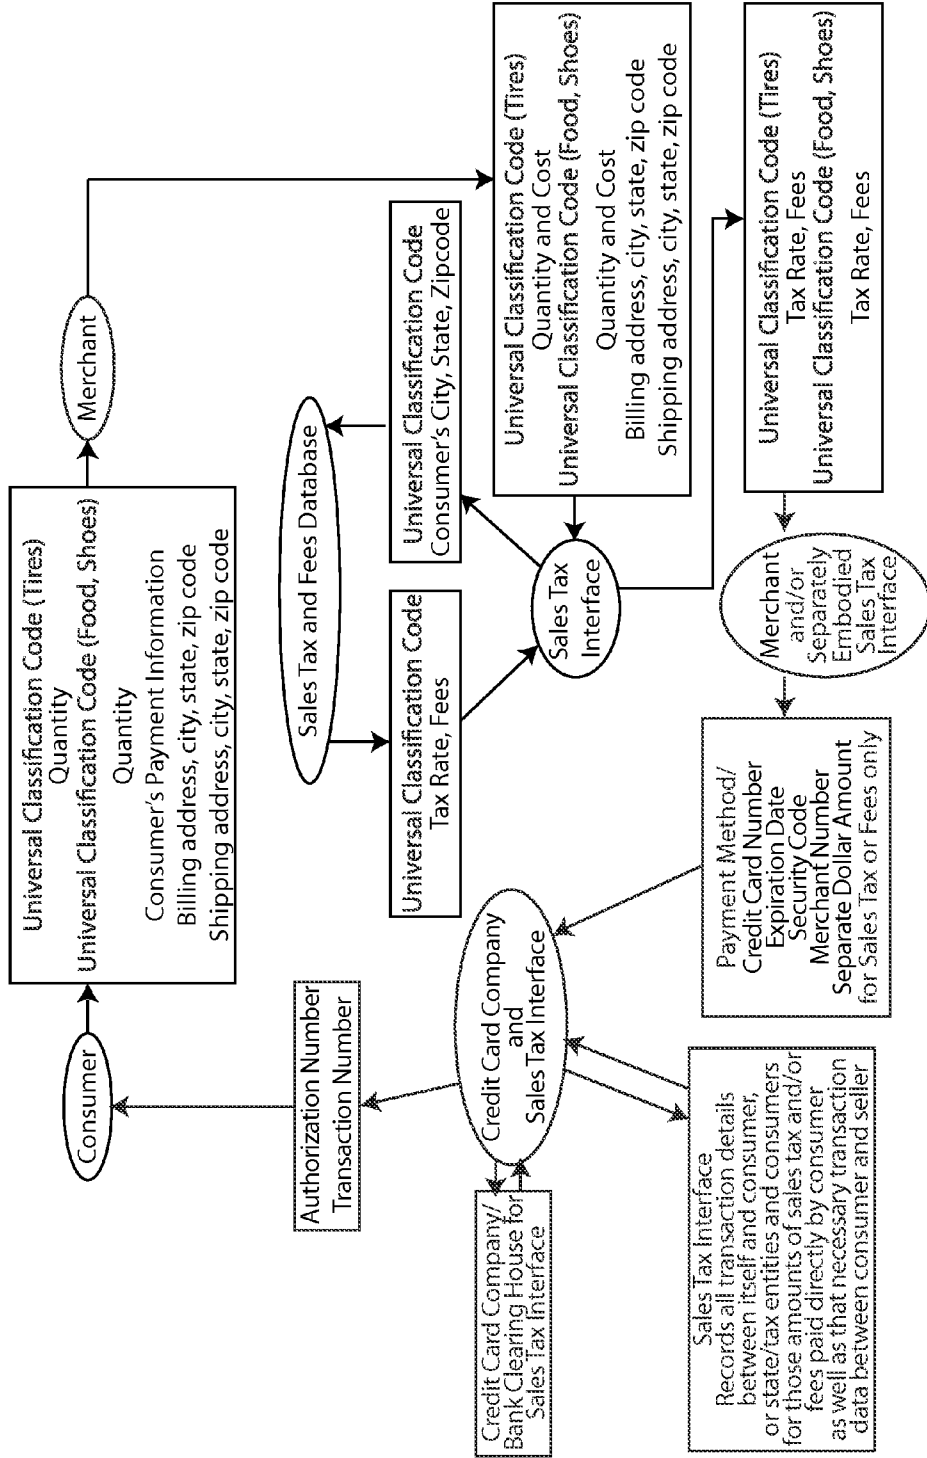 Consumer
Universal Classification Code (Tires)
Quantity
Universal Classification Code (Food, Shoes)
Quantity
Consumer's Payment Information
Billing address, city, state, zip code
Shipping address, city, state, zip code
Merchant
Authorization Number
Transaction Number
Sales Tax and Fees Database
Universal Classification Code
Tax Rate, Fees
Universal Classification Code
Consumer's City, State, Zipcode
Credit Card Company/
Bank Clearing House for
Sales Tax Interface
Credit Card Company
and
Sales Tax Interface
Sales Tax
Interface
Universal Classification Code (Tires)
Quantity and Cost
Universal Classification Code (Food, Shoes)
Quantity and Cost
Billing address, city, state, zip code
Shipping address, city, state, zip code
Sales Tax Interface
Records all transaction details
between itself and consumer,
or state/tax entities and consumers
for those amounts of sales tax and/or
fees paid directly by consumer
as well as that necessary transaction
data between consumer and seller
Payment Method/
Credit Card Number
Expiration Date
Security Code
Merchant Number
Separate Dollar Amount
for Sales Tax or Fees only
Merchant
and/or
Separately
Embodied
Sales Tax
Interface
Universal Classification Code (Tires)
Tax Rate, Fees
Universal Classification Code (Food, Shoes)
Tax Rate, Fees